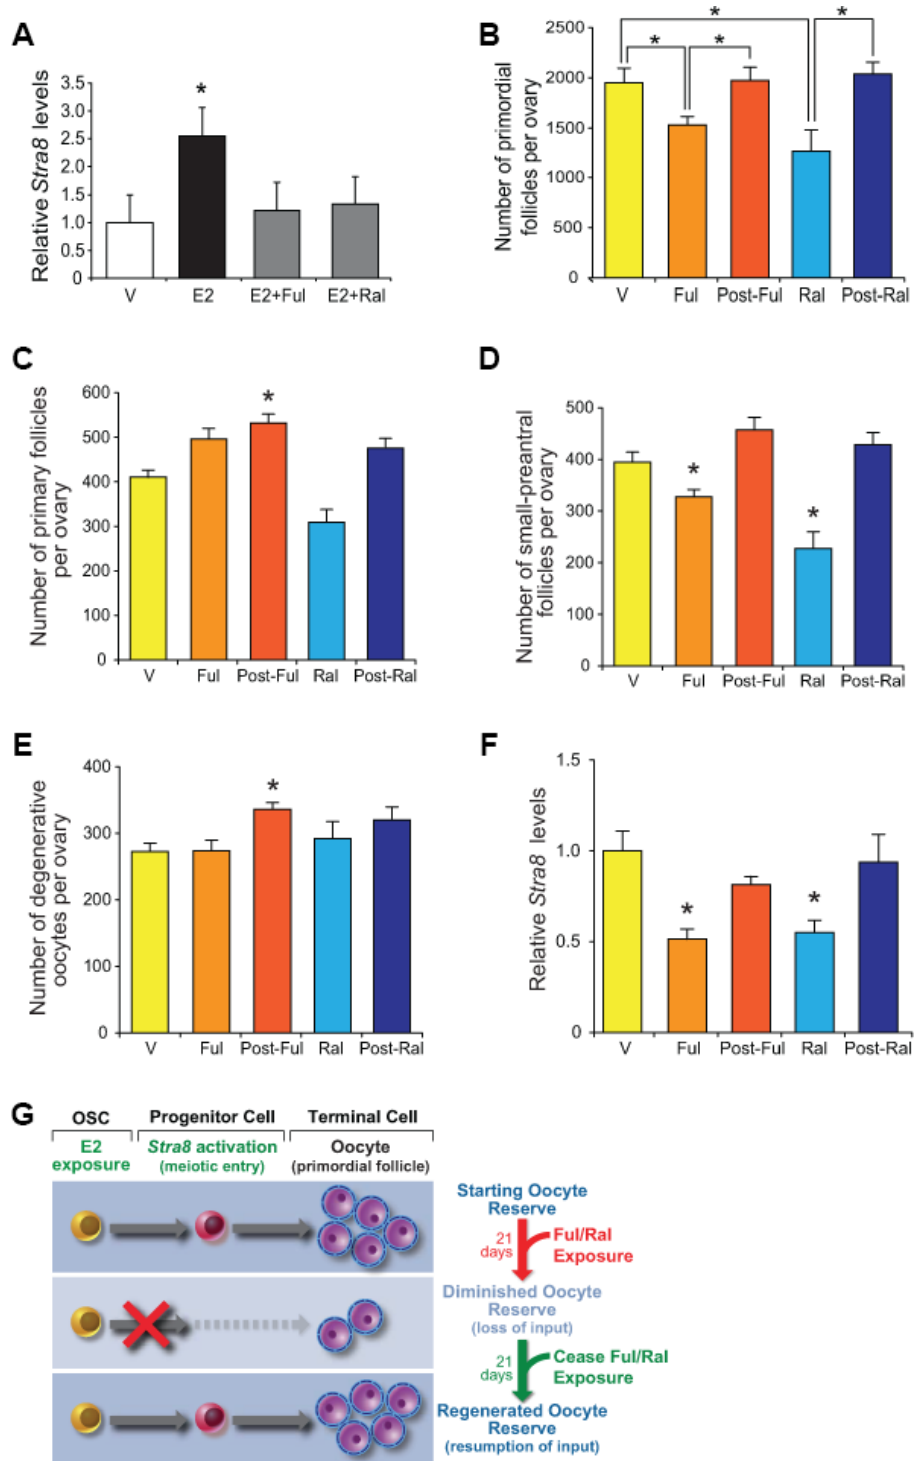 A
Relative Stra8 levels
3.5
3.0
2.5
2.0
1.5
1.0
0.5
0
*
V E2 E2+Ful E2+Ral
B
Number of primordial
follicles per ovary
2500
2000
1500
1000
500
0
*
* * *
V Ful Post-Ful Ral Post-Ral
C
Number of primary follicles
per ovary
600
500
400
300
200
100
0
*
V Ful Post-Ful Ral Post-Ral
D
Number of small-preantral
follicles per ovary
500
400
300
200
100
0
*
*
V Ful Post-Ful Ral Post-Ral
E
Number of degenerative
oocytes per ovary
400
300
200
100
0
*
V Ful Post-Ful Ral Post-Ral
F
Relative Stra8 levels
1.5
1.0
0.5
0
* *
V Ful Post-Ful Ral Post-Ral
G
OSC Progenitor Cell Terminal Cell
E2 Stra8 activation Oocyte
exposure (meiotic entry) (primordial follicle)
Starting Oocyte
Reserve
21
days
Ful/Ral
Exposure
Diminished Oocyte
Reserve
(loss of input)
21
days
Cease Ful/Ral
Exposure
Regenerated Oocyte
Reserve
(resumption of input)